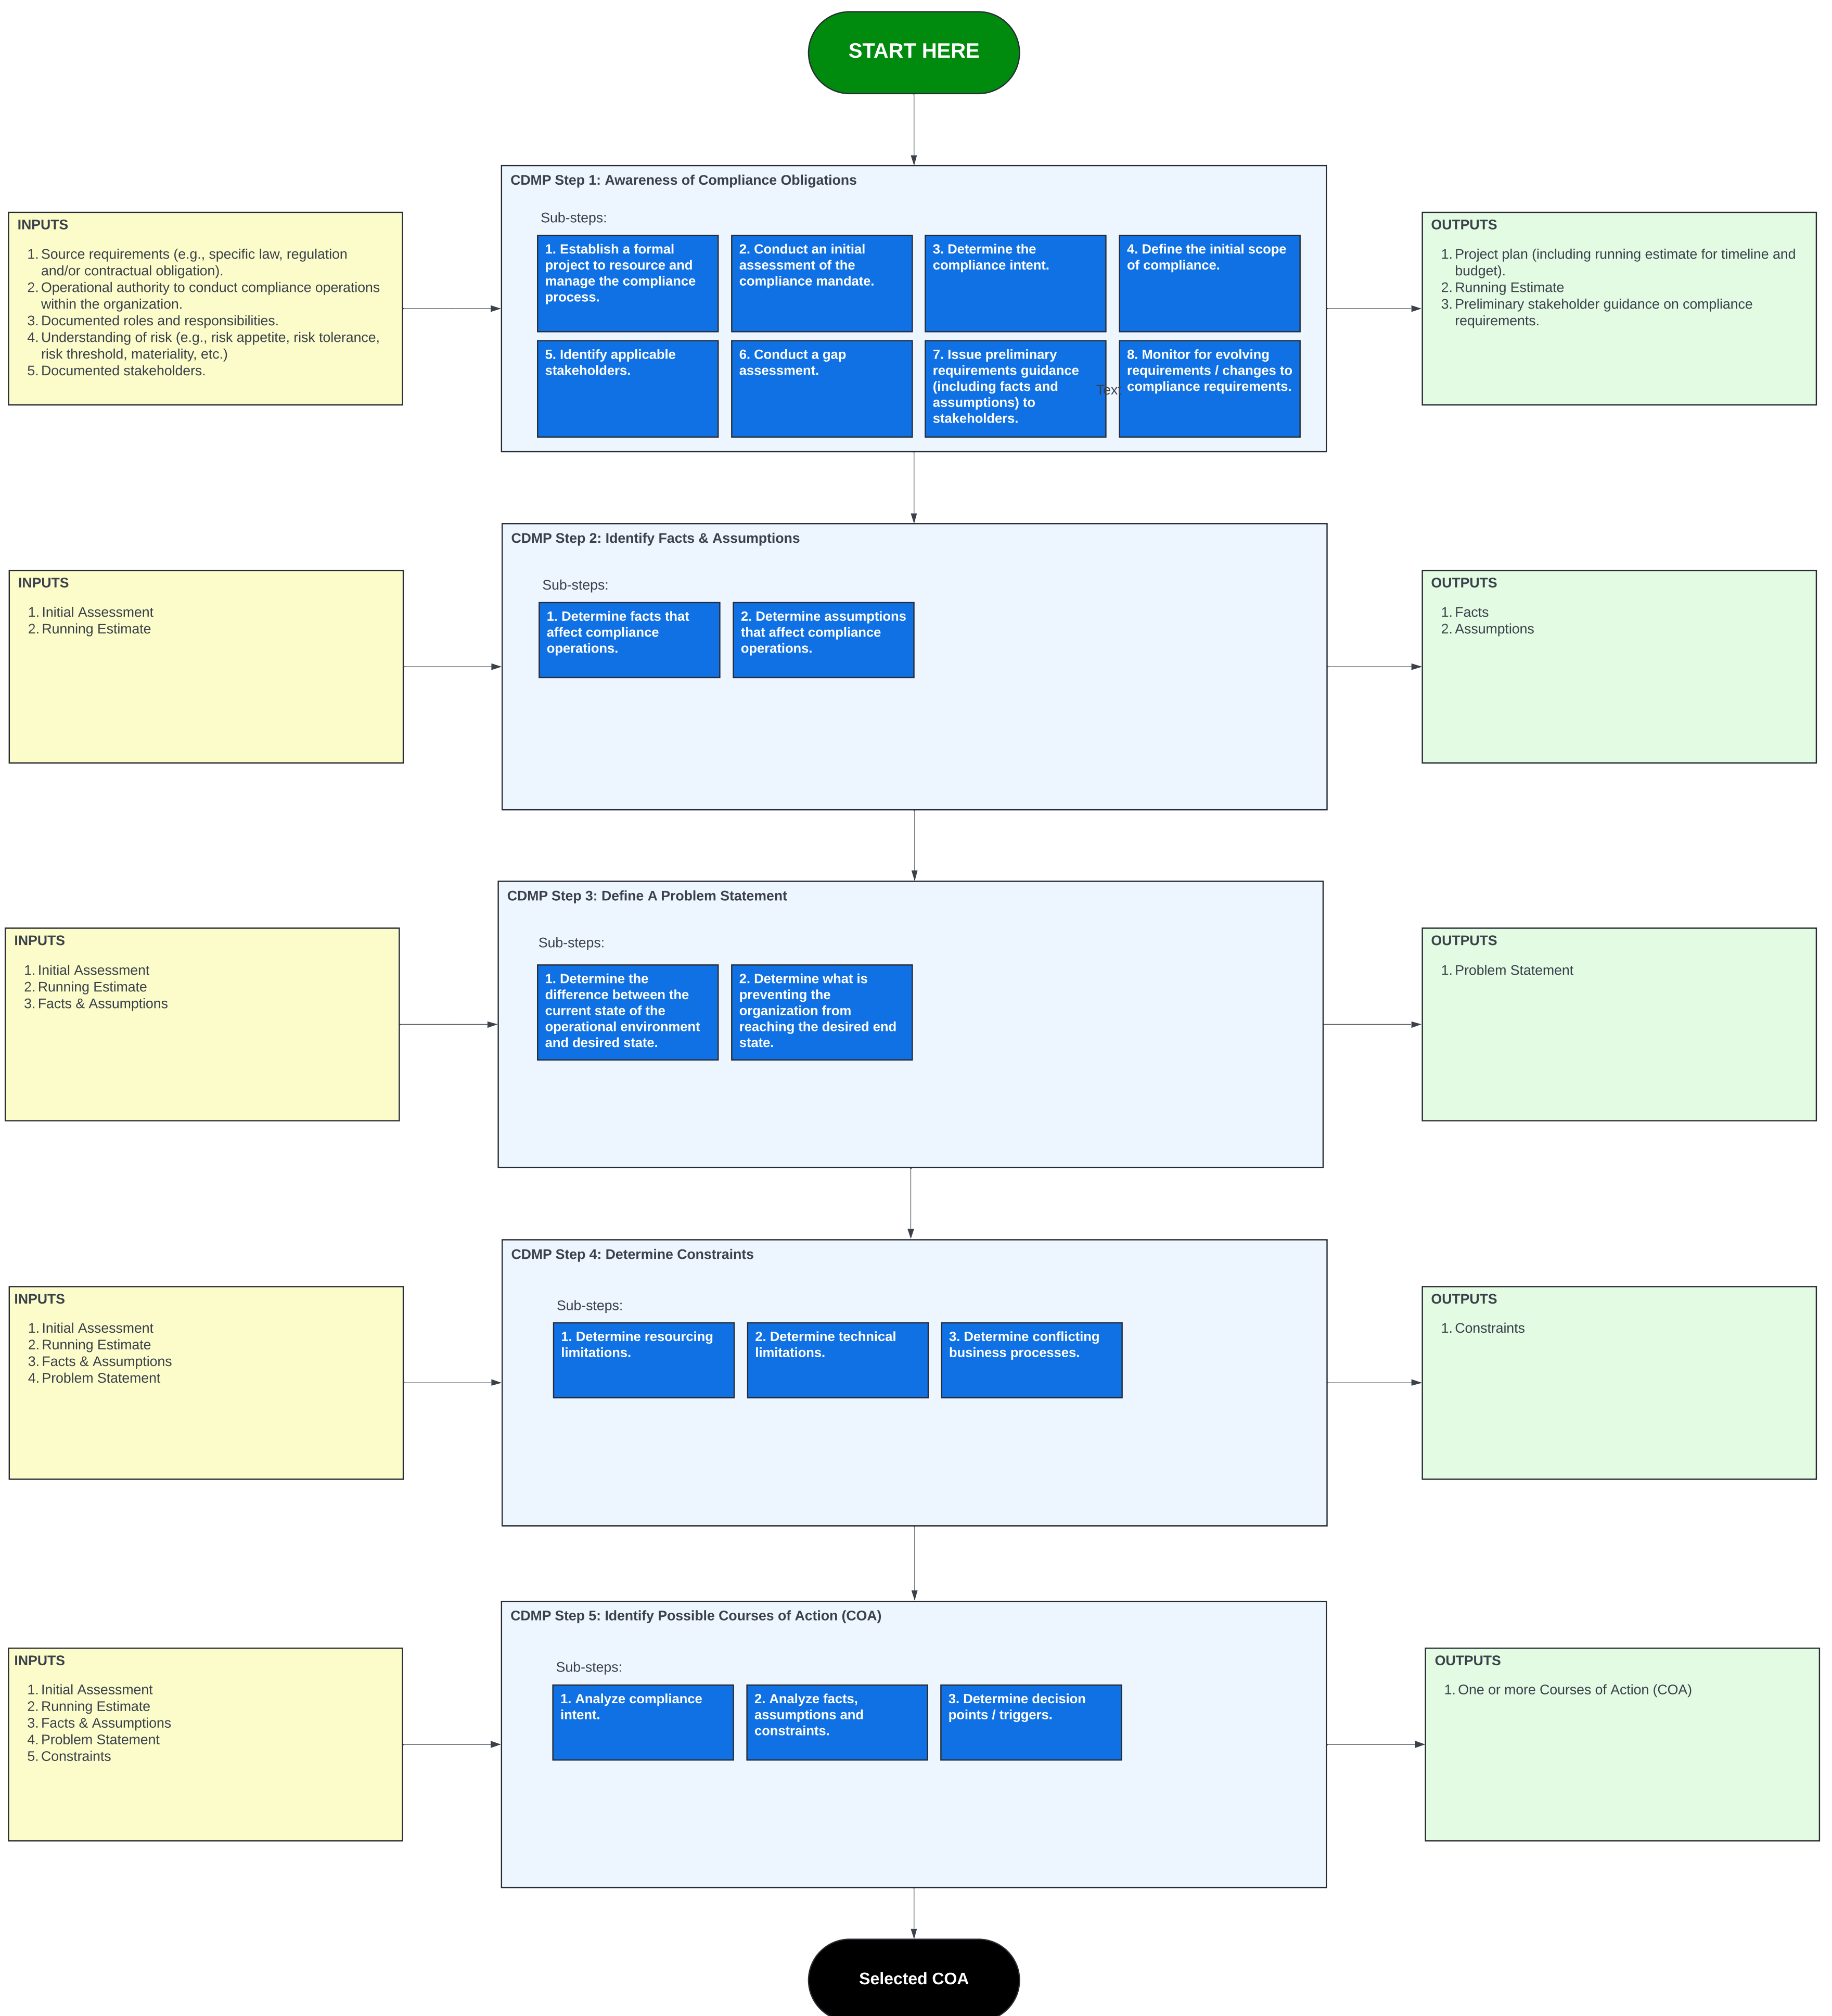 START HERE
CDMP Step 1: Awareness of Compliance Obligations
INPUTS
1. Source requirements (e.g., specific law, regulation
and/or contractual obligation).
2. Operational authority to conduct compliance operations
within the organization.
3. Documented roles and responsibilities.
4. Understanding of risk (e.g., risk appetite, risk tolerance,
risk threshold, materiality, etc.)
5. Documented stakeholders.
Sub-steps:
1. Establish a formal
project to resource and
manage the compliance
process.
2. Conduct an initial
assessment of the
compliance mandate.
3. Determine the
compliance intent.
4. Define the initial scope
of compliance.
5. Identify applicable
stakeholders.
6. Conduct a gap
assessment.
7. Issue preliminary
requirements guidance
(including facts and
assumptions) to
stakeholders.
Text
8. Monitor for evolving
requirements / changes to
compliance requirements.
OUTPUTS
1. Project plan (including running estimate for timeline and
budget).
2. Running Estimate
3. Preliminary stakeholder guidance on compliance
requirements.
CDMP Step 2: Identify Facts & Assumptions
INPUTS
1. Initial Assessment
2. Running Estimate
Sub-steps:
1. Determine facts that
affect compliance
operations.
2. Determine assumptions
that affect compliance
operations.
OUTPUTS
1. Facts
2. Assumptions
CDMP Step 3: Define A Problem Statement
INPUTS
1. Initial Assessment
2. Running Estimate
3. Facts & Assumptions
Sub-steps:
1. Determine the
difference between the
current state of the
operational environment
and desired state.
2. Determine what is
preventing the
organization from
reaching the desired end
state.
OUTPUTS
1. Problem Statement
CDMP Step 4: Determine Constraints
INPUTS
1. Initial Assessment
2. Running Estimate
3. Facts & Assumptions
4. Problem Statement
Sub-steps:
1. Determine resourcing
limitations.
2. Determine technical
limitations.
3. Determine conflicting
business processes.
OUTPUTS
1. Constraints
CDMP Step 5: Identify Possible Courses of Action (COA)
INPUTS
1. Initial Assessment
2. Running Estimate
3. Facts & Assumptions
4. Problem Statement
5. Constraints
Sub-steps:
1. Analyze compliance
intent.
2. Analyze facts,
assumptions and
constraints.
3. Determine decision
points / triggers.
OUTPUTS
1. One or more Courses of Action (COA)
Selected COA